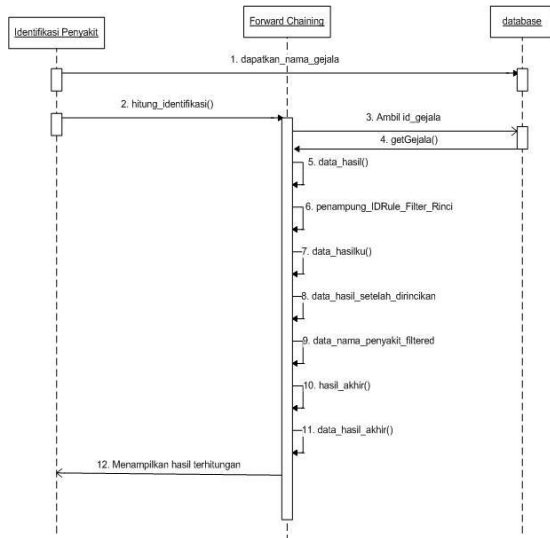 Identifikasi Penyakit
Forward Chaining
database
1. dapatkan_nama_gejala
2. hitung_identifikasi()
3. Ambil id_gejala
4. getGejala()
5. data_hasil()
6. penampung_IDRule_Filter_Rinci
7. data_hasilku()
8. data_hasil_setelah_dirincikan
9. data_nama_penyakit_filtered
10. hasil_akhir()
11. data_hasil_akhir()
12. Menampilkan hasil terhitungan